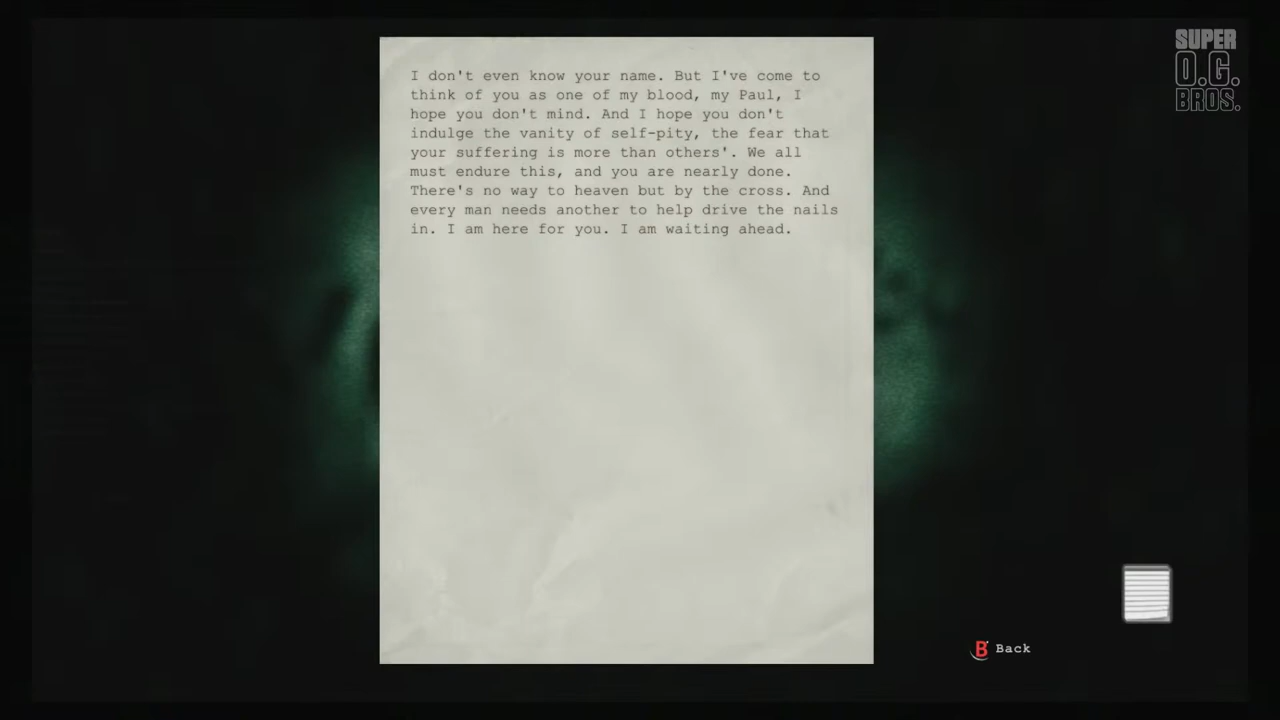 SUPER
O.G.
BROS.
I don't even know your name. But I've come to
think of you as one of my blood, my Paul, I
hope you don't mind. And I hope you don't
indulge the vanity of self-pity, the fear that
your suffering is more than others'. We all
must endure this, and you are nearly done.
There's no way to heaven but by the cross. And
every man needs another to help drive the nails
in. I am here for you. I am waiting ahead.
B Back